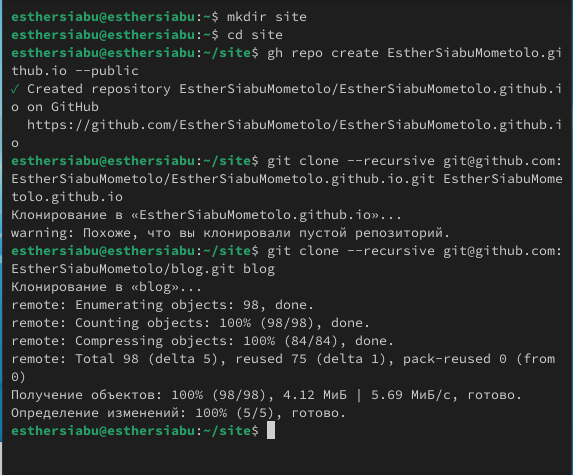 esthersiabu@esthersiabu:~$ mkdir site
esthersiabu@esthersiabu:~$ cd site
esthersiabu@esthersiabu:~/site$ gh repo create EstherSiabuMometolo.gi
thub.io --public
✓ Created repository EstherSiabuMometolo/EstherSiabuMometolo.github.i
o on GitHub
  https://github.com/EstherSiabuMometolo/EstherSiabuMometolo.github.i
o
esthersiabu@esthersiabu:~/site$ git clone --recursive git@github.com:
EstherSiabuMometolo/EstherSiabuMometolo.github.io.git EstherSiabuMome
tolo.github.io
Клонирование в «EstherSiabuMometolo.github.io»...
warning: Похоже, что вы клонировали пустой репозиторий.
esthersiabu@esthersiabu:~/site$ git clone --recursive git@github.com:
EstherSiabuMometolo/blog.git blog
Клонирование в «blog»...
remote: Enumerating objects: 98, done.
remote: Counting objects: 100% (98/98), done.
remote: Compressing objects: 100% (84/84), done.
remote: Total 98 (delta 5), reused 75 (delta 1), pack-reused 0 (from
0)
Получение объектов: 100% (98/98), 4.12 МиБ | 5.69 МиБ/с, готово.
Определение изменений: 100% (5/5), готово.
esthersiabu@esthersiabu:~/site$